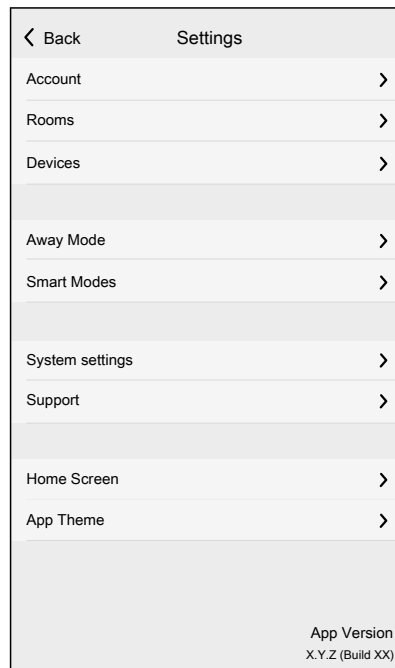 Back Settings
Account
Rooms
Devices
Away Mode
Smart Modes
System settings
Support
Home Screen
App Theme
App Version
X.Y.Z (Build XX)